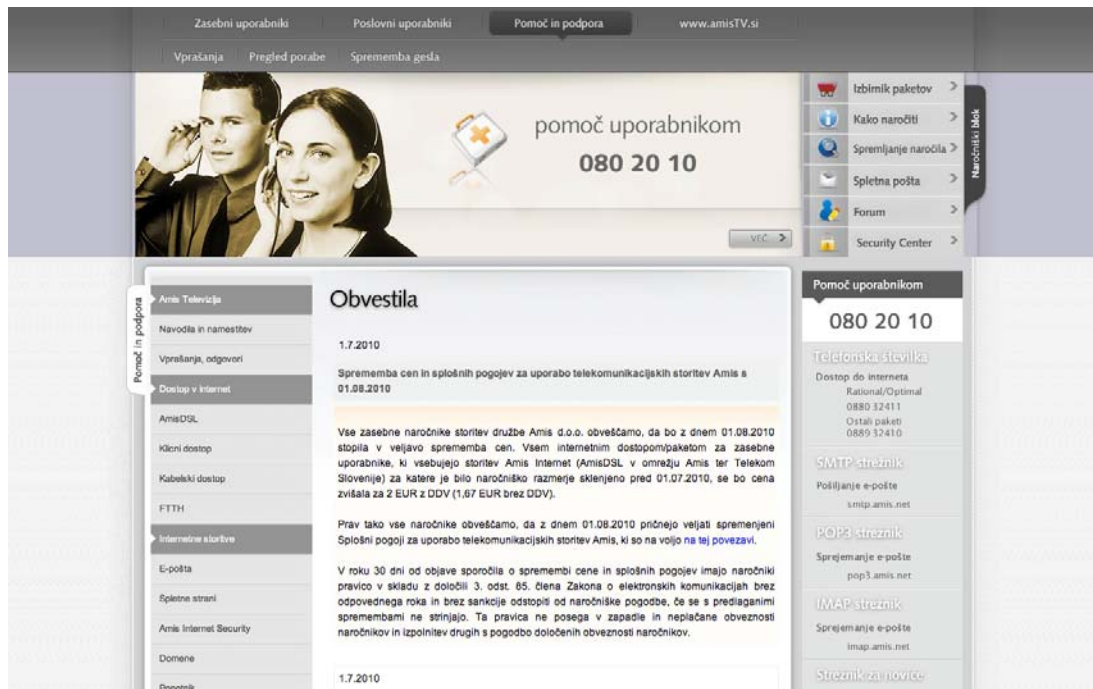 Zasebni uporabniki
Poslovni uporabniki
Pomoč in podpora
www.amisTV.si
Vprašanja
Pregled porabe
Sprememba gesla
pomoč uporabnikom
080 20 10
VEČ
Izbirnik paketov
Kako naročiti
Spremljanje naročila
Spletna pošta
Forum
Security Center
Naročniški blok
Pomoč in podpora
Amis Televizija
Navodila in namestitev
Vprašanja, odgovori
Dostop v internet
AmisDSL
Klicni dostop
Kabelski dostop
FTTH
Internetne storitve
E-pošta
Spletne strani
Amis Internet Security
Domene
Obvestila
1.7.2010
Sprememba cen in splošnih pogojev za uporabo telekomunikacijskih storitev Amis s
01.08.2010
Vse zasebne naročnike storitev družbe Amis d.o.o. obveščamo, da bo z dnem 01.08.2010
stopila v veljavo sprememba cen. Vsem internetnim dostopom/paketom za zasebne
uporabnike, ki vsebujejo storitev Amis Internet (AmisDSL v omrežju Amis ter Telekom
Slovenije) za katere je bilo naročniško razmerje sklenjeno pred 01.07.2010, se bo cena
zvišala za 2 EUR z DDV (1,67 EUR brez DDV).
Prav tako vse naročnike obveščamo, da z dnem 01.08.2010 pričnejo veljati spremenjeni
Splošni pogoji za uporabo telekomunikacijskih storitev Amis, ki so na voljo na tej povezavi.
V roku 30 dni od objave sporočila o spremembi cene in splošnih pogojev imajo naročniki
pravico v skladu z določili 3. odst. 85. člena Zakona o elektronskih komunikacijah brez
odpovednega roka in brez sankcije odstopiti od naročniške pogodbe, če se s predlaganimi
spremembami ne strinjajo. Ta pravica ne posega v zapadle in neplačane obveznosti
naročnikov in izpolnitev drugih s pogodbo določenih obveznosti naročnikov.
1.7.2010
Pomoč uporabnikom
080 20 10
Telefonska številka
Dostop do interneta
Rational/Optimal
0880 32411
Ostali paketi
0889 32410
SMTP strežnik
Pošiljanje e-pošte
smtp.amis.net
POP3 strežnik
Sprejemanje e-pošte
pop3.amis.net
IMAP strežnik
Sprejemanje e-pošte
imap.amis.net
Strežnik za novice